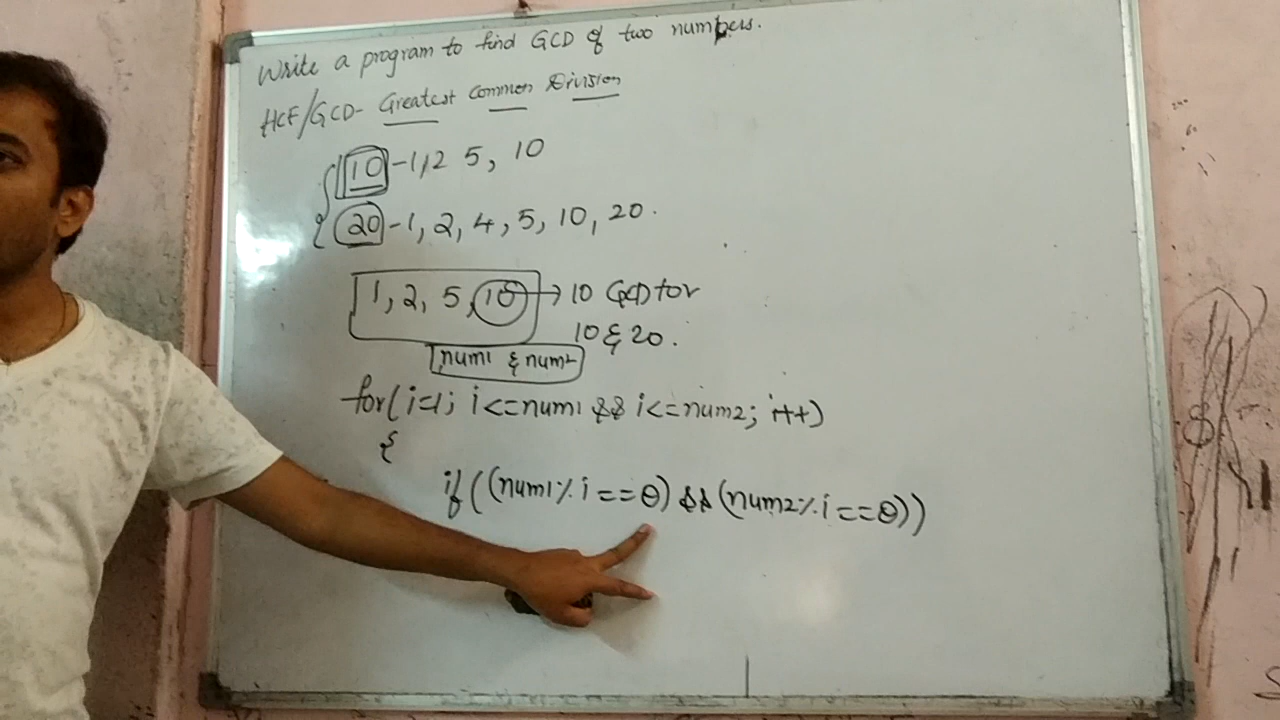 Write a program to find GCD of two numbers.
HCF/GCD- Greatest Common Division
10 - 1, 2 5, 10
20 - 1, 2, 4, 5, 10, 20.
1, 2, 5, 10 → 10 GCD for
10 & 20.
num1 & num2
for(i=1; i<=num1 && i<=num2; i++)
{
if((num1%i==0) && (num2%i==0))